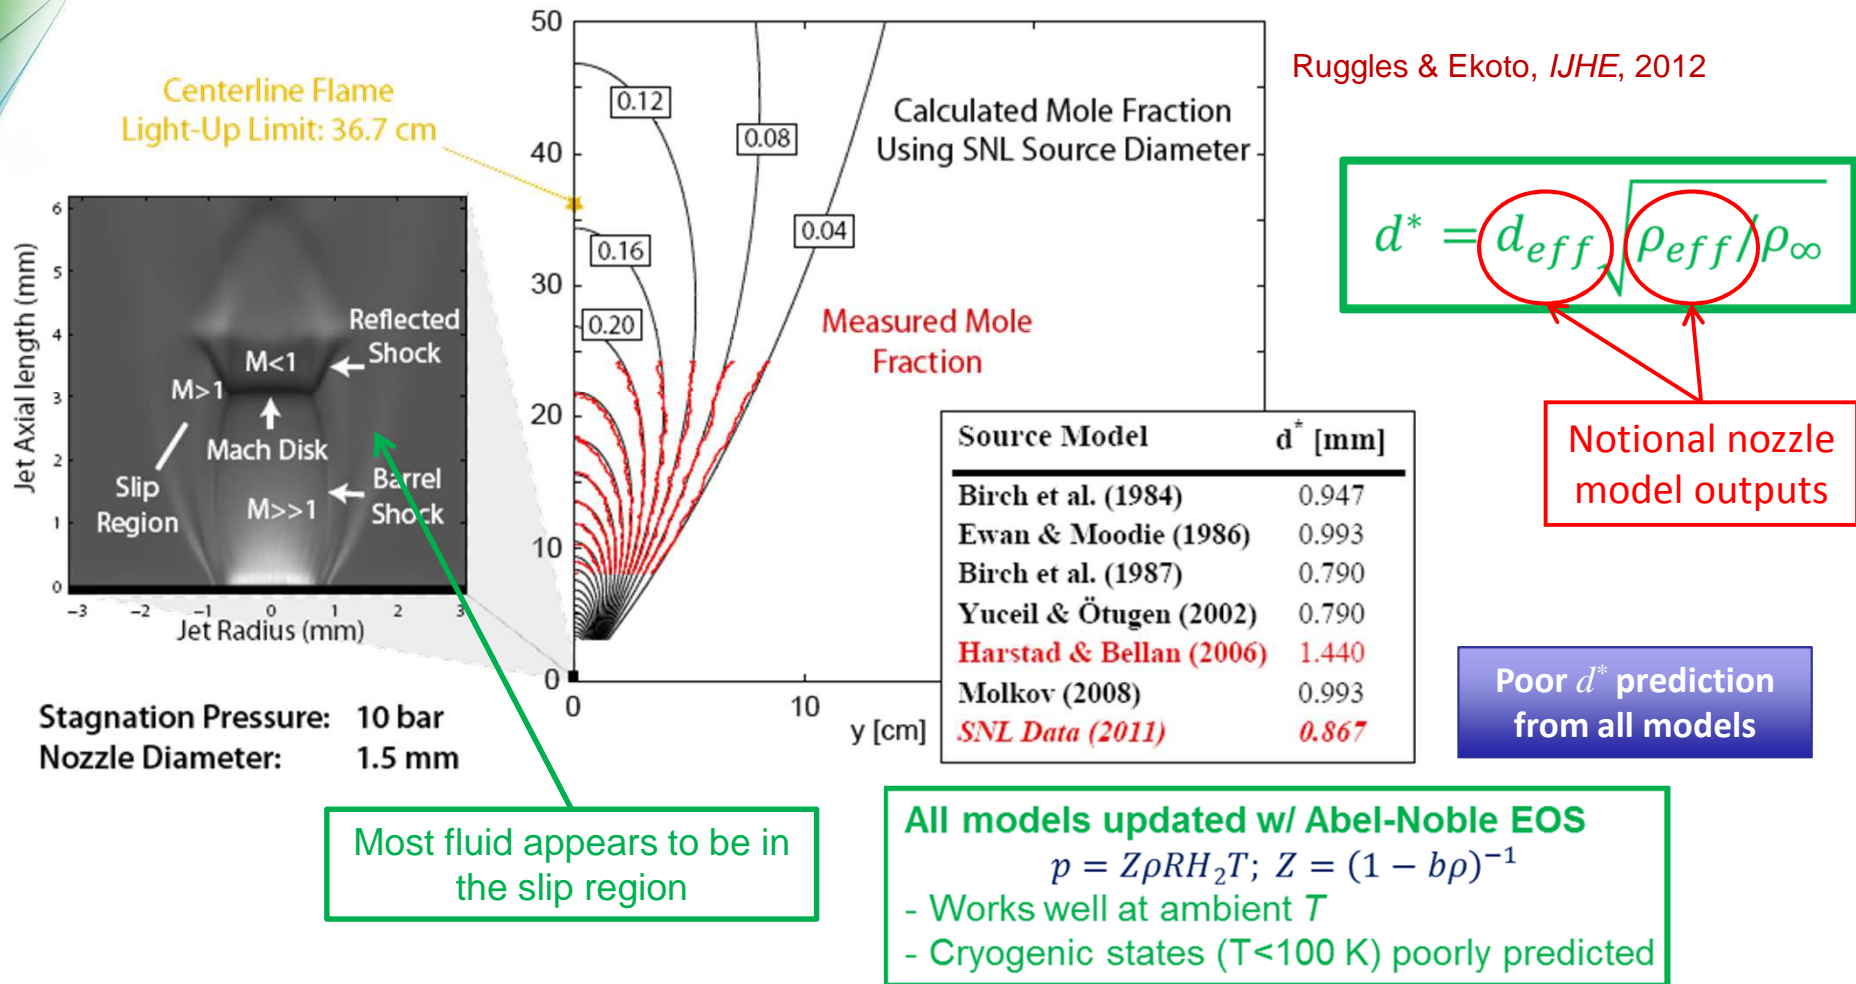 Ruggles & Ekoto, IJHE, 2012
Centerline Flame
Light-Up Limit: 36.7 cm
50
40
30
20
10
0
0
10
y [cm]
0.12
0.08
0.04
0.16
0.20
Calculated Mole Fraction
Using SNL Source Diameter
Measured Mole
Fraction
Jet Axial length (mm)
6
5
4
3
2
1
0
−3
−2
−1
0
1
2
3
Jet Radius (mm)
Reflected
Shock
M<1
M>1
Mach Disk
Slip
Region
M>>1
Barrel
Shock
Stagnation Pressure: 10 bar
Nozzle Diameter: 1.5 mm
Most fluid appears to be in
the slip region
Source Model d* [mm]
Birch et al. (1984) 0.947
Ewan & Moodie (1986) 0.993
Birch et al. (1987) 0.790
Yuceil & Ötugen (2002) 0.790
Harstad & Bellan (2006) 1.440
Molkov (2008) 0.993
SNL Data (2011) 0.867
d* = d_eff √(ρ_eff/ρ_∞)
Notional nozzle
model outputs
Poor d* prediction
from all models
All models updated w/ Abel-Noble EOS
p = ZρRH₂T; Z = (1 − bρ)⁻¹
- Works well at ambient T
- Cryogenic states (T<100 K) poorly predicted